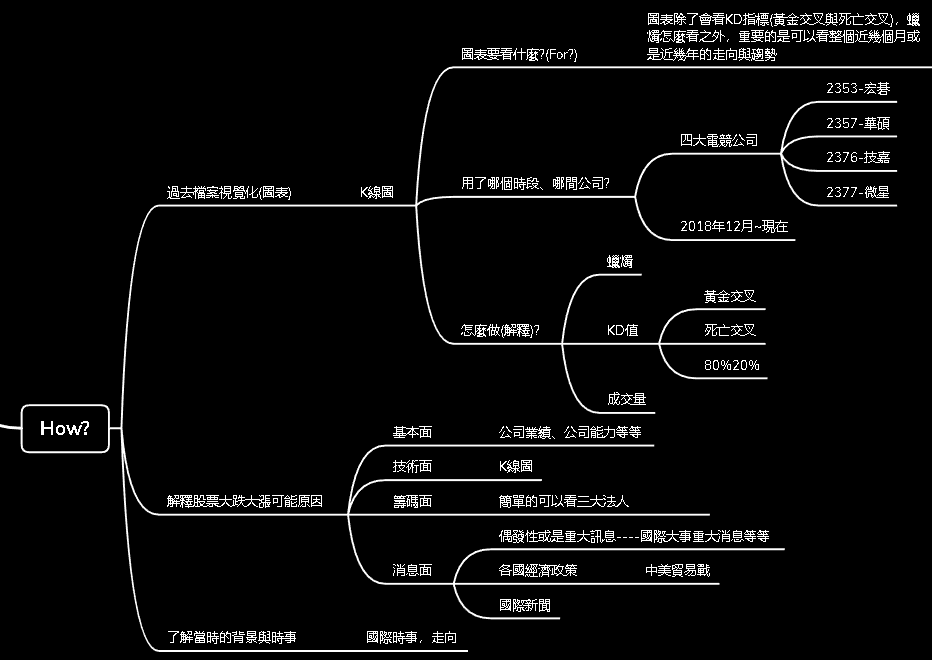 How?
過去檔案視覺化(圖表)
K線圖
圖表要看什麼?(For?)
圖表除了會看KD指標(黃金交叉與死亡交叉)，蠟
燭怎麼看之外，重要的是可以看整個近幾個月或
是近幾年的走向與趨勢
用了哪個時段、哪間公司?
四大電競公司
2353-宏碁
2357-華碩
2376-技嘉
2377-微星
2018年12月~現在
怎麼做(解釋)?
蠟燭
KD值
黃金交叉
死亡交叉
80%20%
成交量
解釋股票大跌大漲可能原因
基本面
公司業績、公司能力等等
技術面
K線圖
籌碼面
簡單的可以看三大法人
消息面
偶發性或是重大訊息----國際大事重大消息等等
各國經濟政策
中美貿易戰
國際新聞
了解當時的背景與時事
國際時事，走向